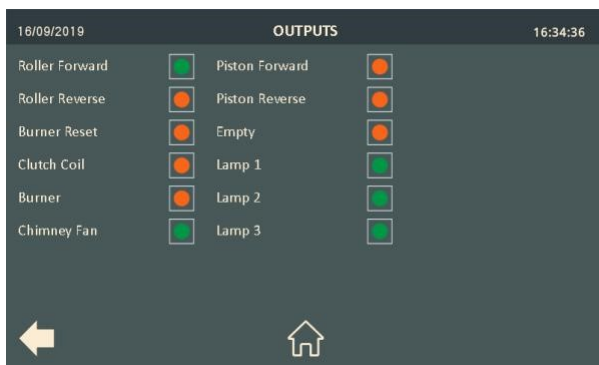 16/09/2019 OUTPUTS 16:34:36
Roller Forward Piston Forward
Roller Reverse Piston Reverse
Burner Reset Empty
Clutch Coil Lamp 1
Burner Lamp 2
Chimney Fan Lamp 3